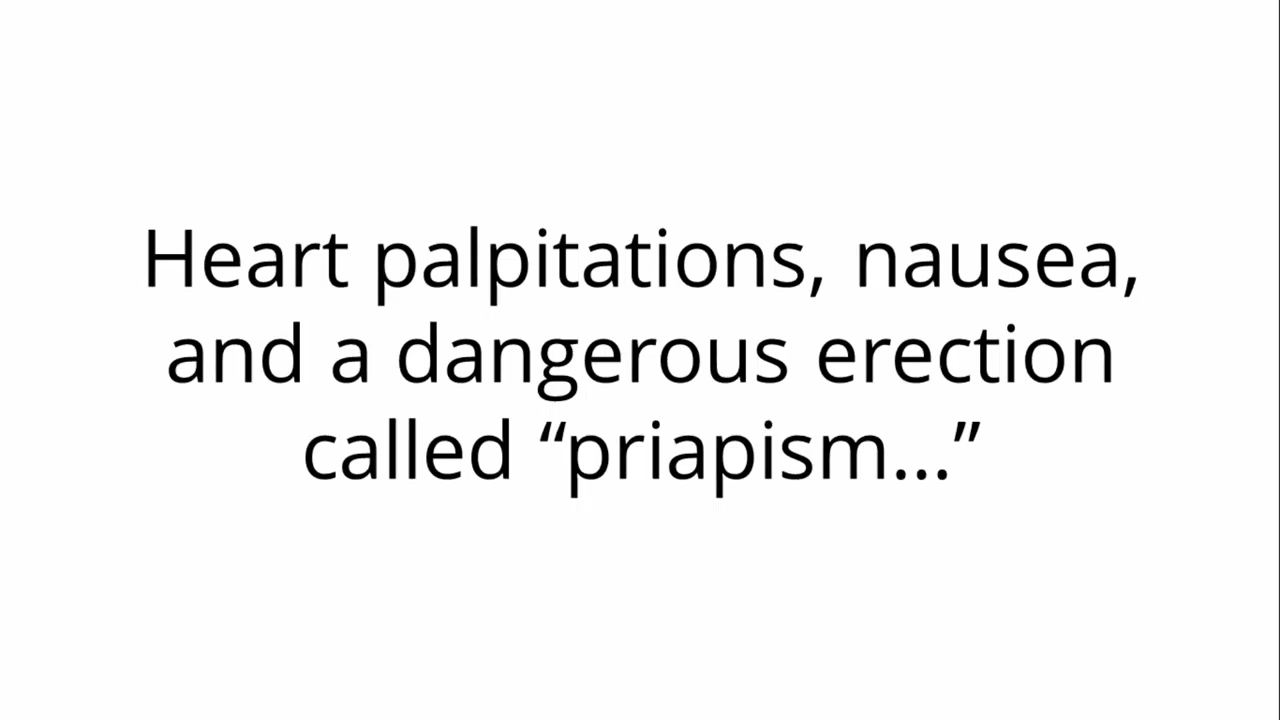 Heart palpitations, nausea,
and a dangerous erection
called “priapism...”